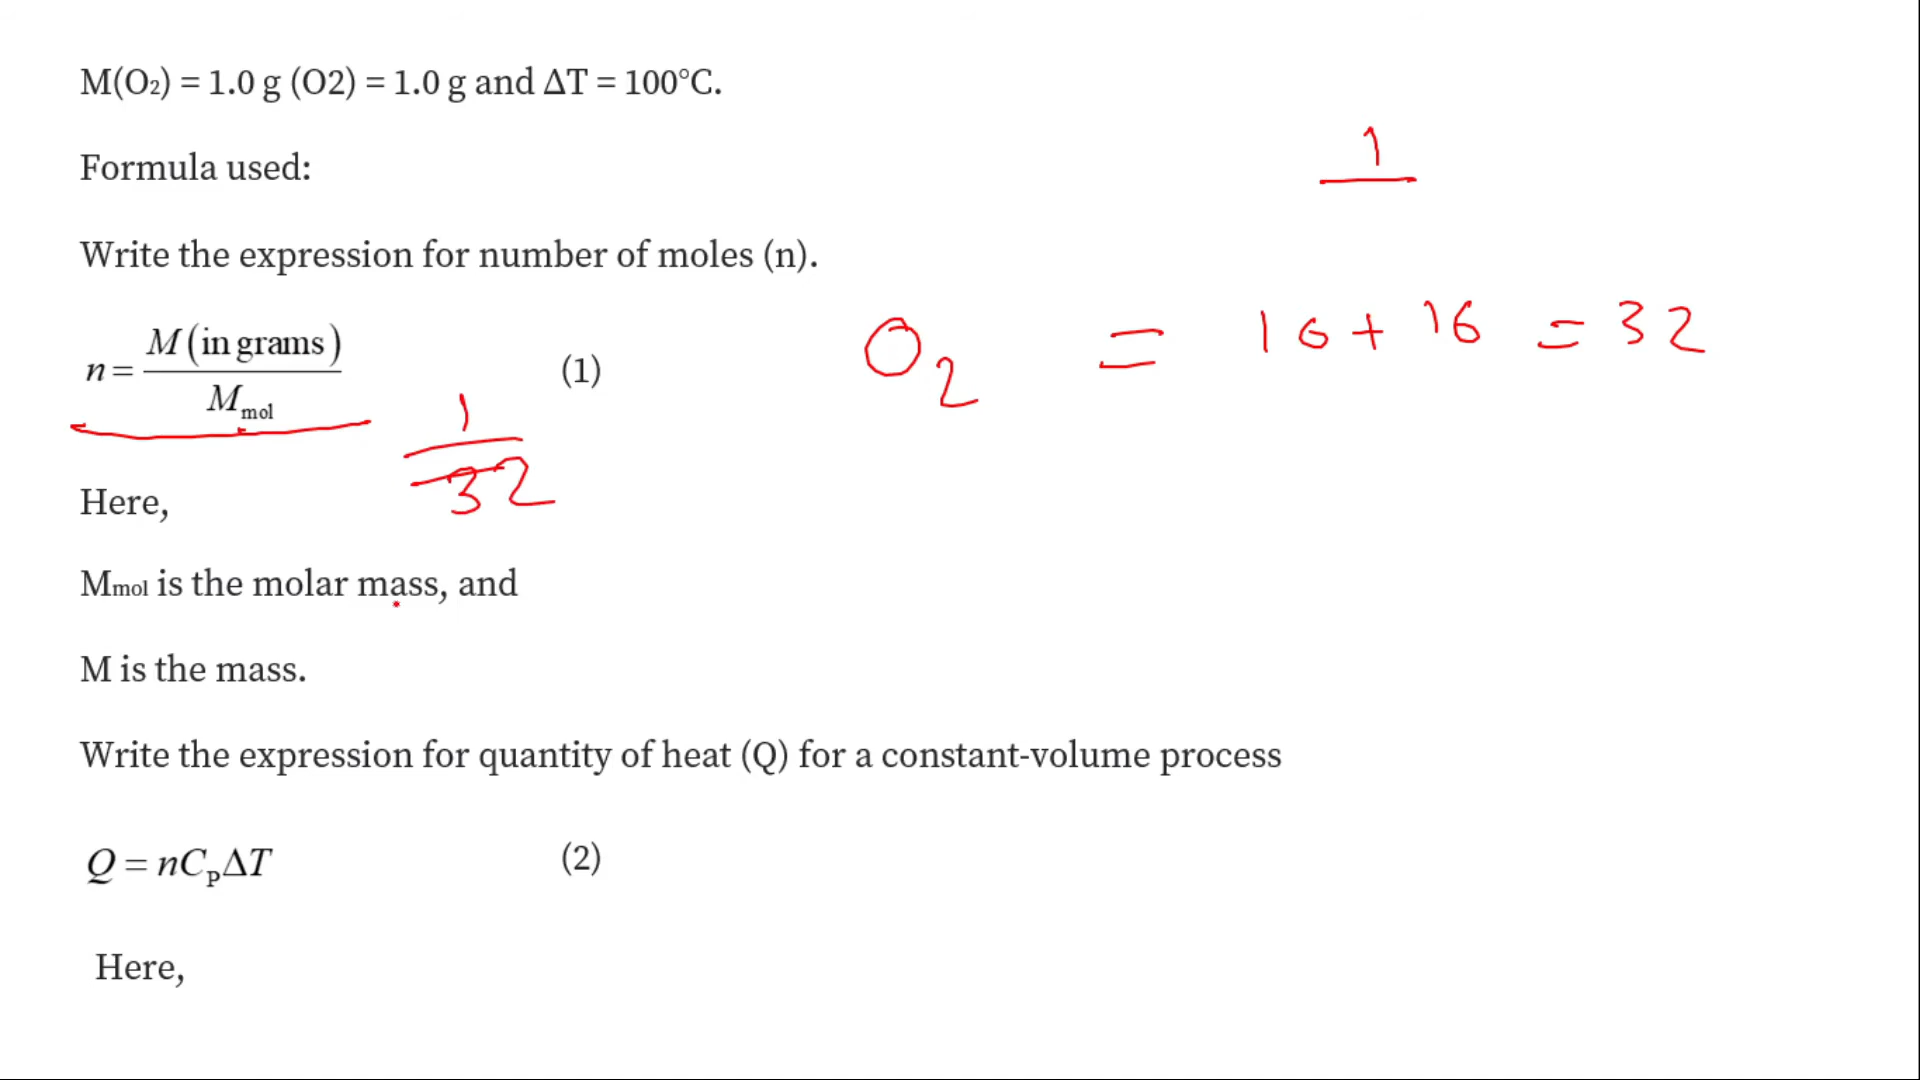 M(O₂) = 1.0 g (O2) = 1.0 g and ΔT = 100°C.
1
Formula used:
Write the expression for number of moles (n).
O₂ = 16 + 16 = 32
n = M (in grams) / M_mol (1)
1
32
Here,
Mmol is the molar mass, and
M is the mass.
Write the expression for quantity of heat (Q) for a constant-volume process
Q = nC_pΔT (2)
Here,